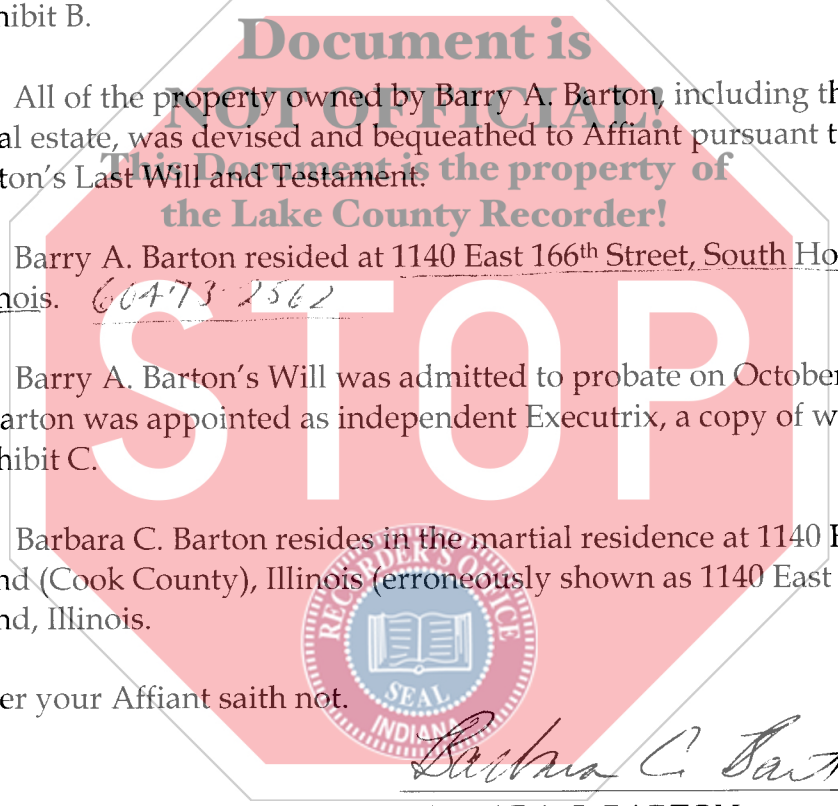 hibit B.
Document is
NOT OFFICIAL!
All of the property owned by Barry A. Barton, including th
al estate, was devised and bequeathed to Affiant pursuant t
This Document is the property of
ton's Last Will and Testament.
the Lake County Recorder!
Barry A. Barton resided at 1140 East 166th Street, South Ho
nois. 60473-2562
STOP
Barry A. Barton's Will was admitted to probate on October
arton was appointed as independent Executrix, a copy of w
hibit C.
Barbara C. Barton resides in the martial residence at 1140 E
nd (Cook County), Illinois (erroneously shown as 1140 East
nd, Illinois.
RECORDER'S OFFICE
SEAL
INDIANA
er your Affiant saith not.
Barbara C Bart